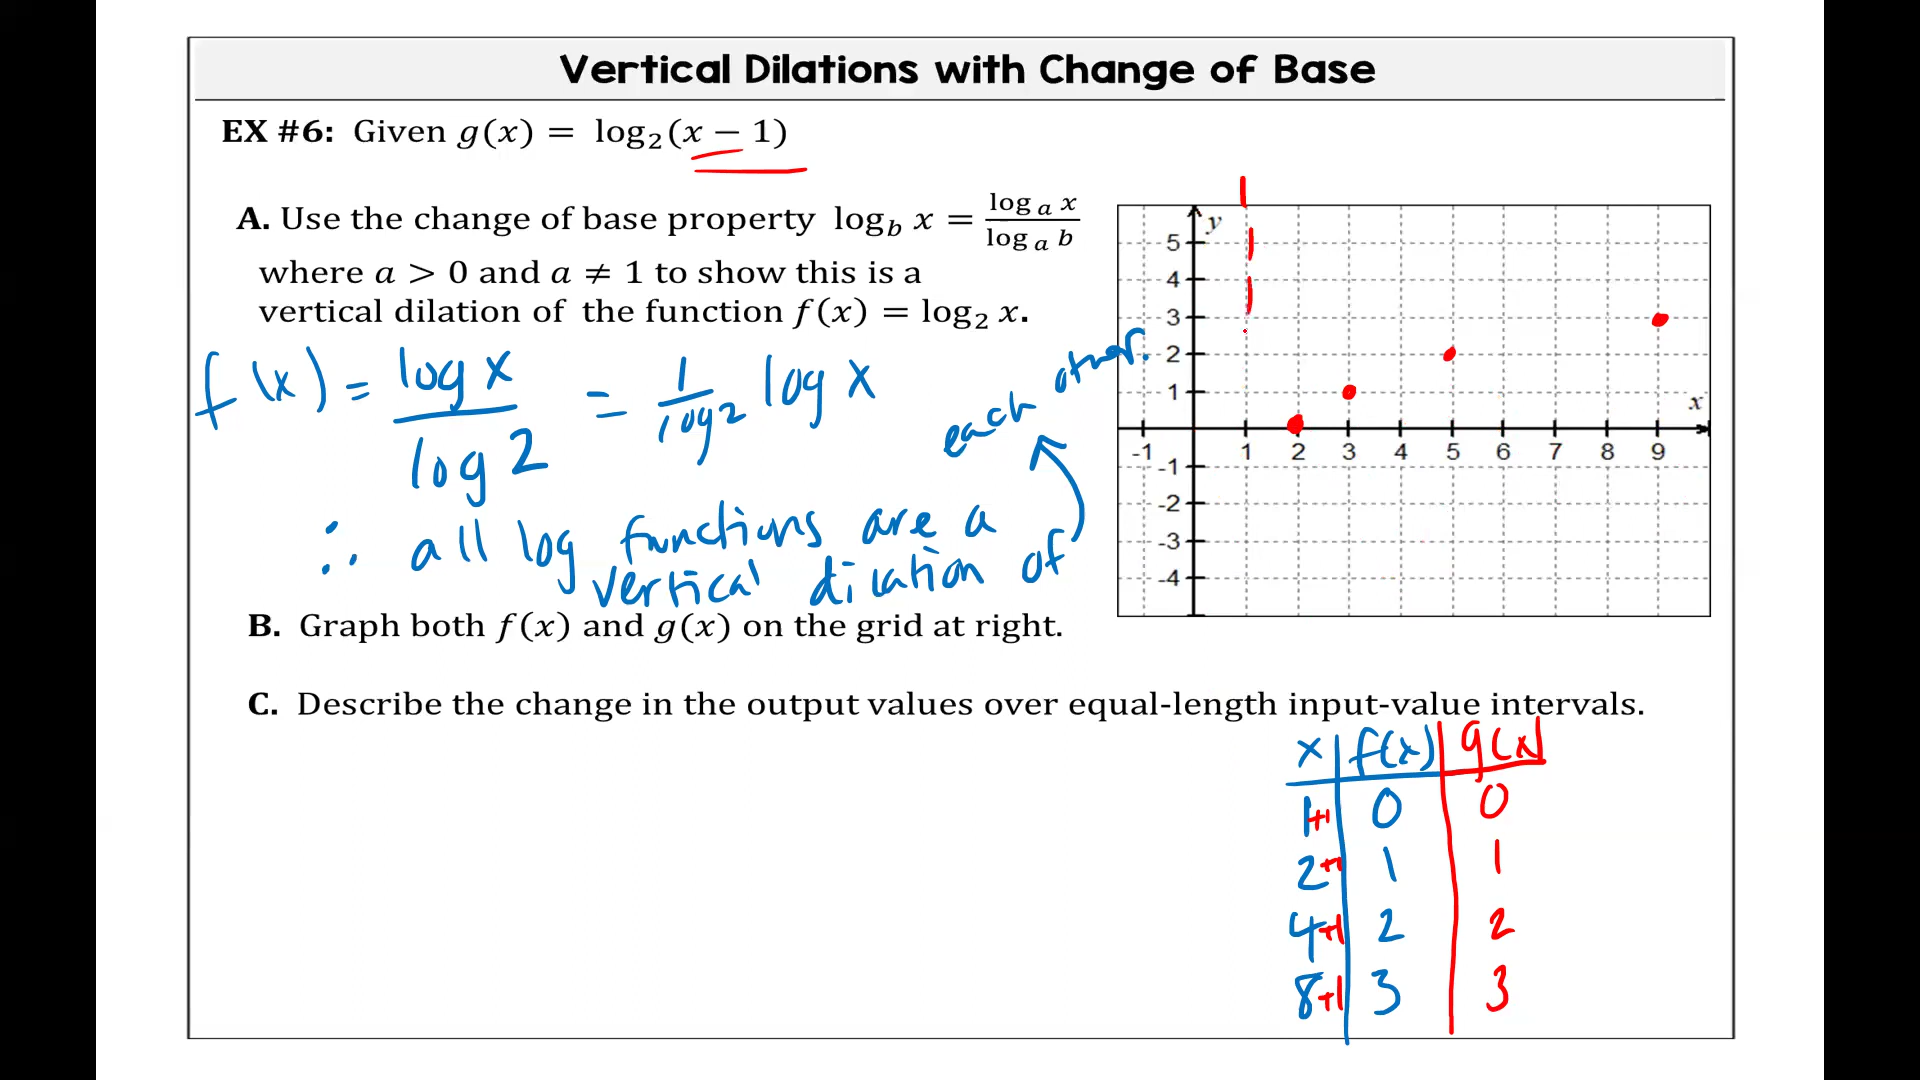 Vertical Dilations with Change of Base
EX #6: Given g(x) = log₂(x − 1)
A. Use the change of base property log_b x = log_a x / log_a b
where a > 0 and a ≠ 1 to show this is a
vertical dilation of the function f(x) = log₂ x.
f(x) = log x / log 2 = 1/log 2 log x
∴ all log functions are a
vertical dilation of
each other.
B. Graph both f(x) and g(x) on the grid at right.
C. Describe the change in the output values over equal-length input-value intervals.
y
5
4
3
2
1
x
-1 1 2 3 4 5 6 7 8 9
-1
-2
-3
-4
x f(x) g(x)
1+1 0 0
2+1 1 1
4+1 2 2
8+1 3 3